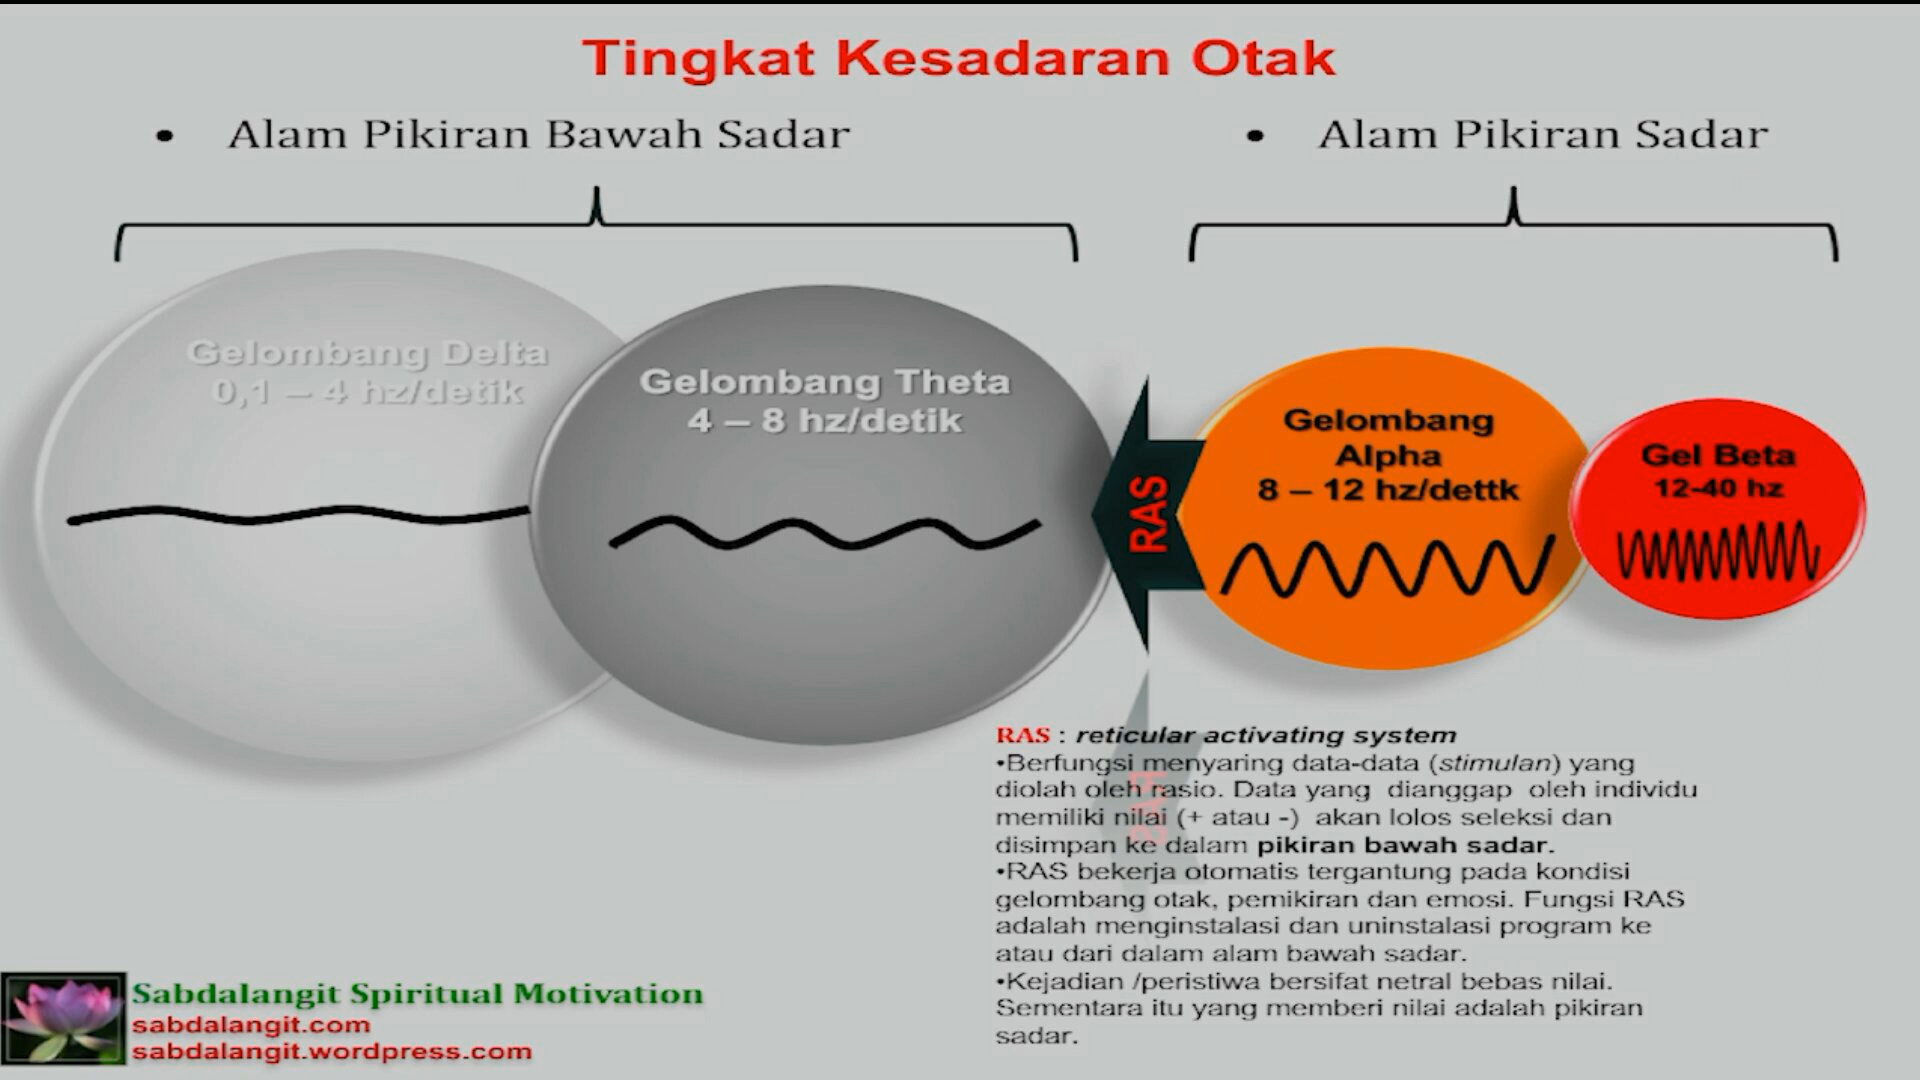 Tingkat Kesadaran Otak
• Alam Pikiran Bawah Sadar
• Alam Pikiran Sadar
Gelombang Delta
0,1 – 4 hz/detik
Gelombang Theta
4 – 8 hz/detik
RAS
Gelombang
Alpha
8 – 12 hz/dettk
Gel Beta
12-40 hz
RAS : reticular activating system
•Berfungsi menyaring data-data (stimulan) yang
diolah oleh rasio. Data yang dianggap oleh individu
memiliki nilai (+ atau -) akan lolos seleksi dan
disimpan ke dalam pikiran bawah sadar.
•RAS bekerja otomatis tergantung pada kondisi
gelombang otak, pemikiran dan emosi. Fungsi RAS
adalah menginstalasi dan uninstalasi program ke
atau dari dalam alam bawah sadar.
•Kejadian /peristiwa bersifat netral bebas nilai.
Sementara itu yang memberi nilai adalah pikiran
sadar.
Sabdalangit Spiritual Motivation
sabdalangit.com
sabdalangit.wordpress.com